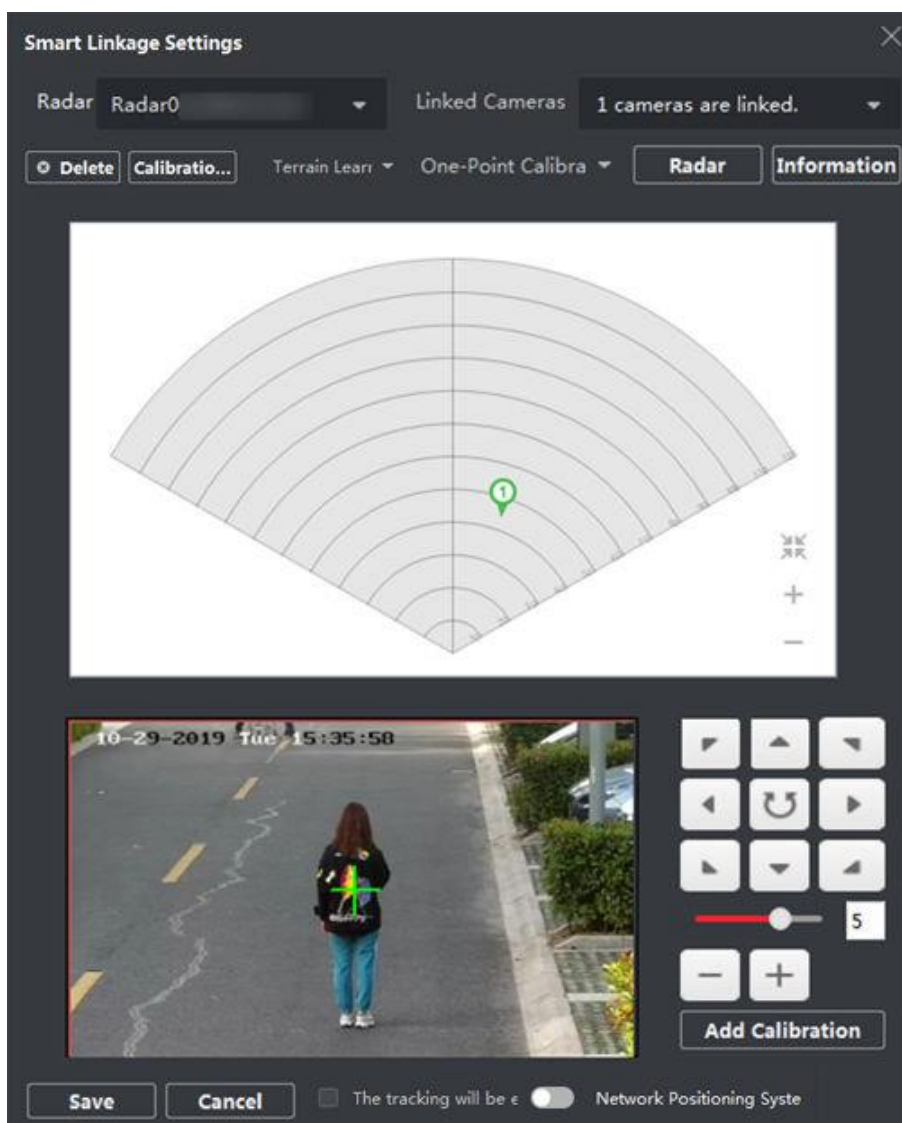 Smart Linkage Settings
Radar Radar0 Linked Cameras 1 cameras are linked.
Delete Calibratio... Terrain Lear One-Point Calibra Radar Information
1
10-29-2019 Tue 15:35:58
5
Add Calibration
Save Cancel The tracking will be e Network Positioning Syste